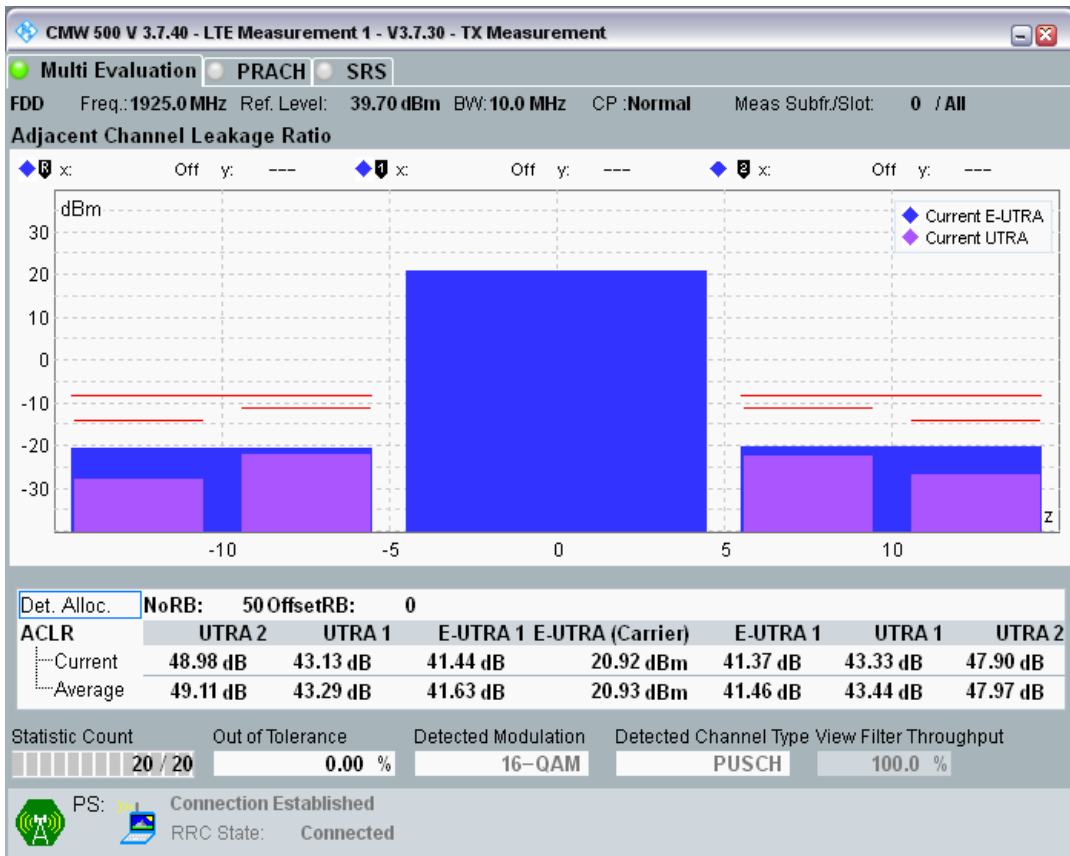 CMW 500 V 3.7.40 - LTE Measurement 1 - V3.7.30 - TX Measurement
Multi Evaluation PRACH SRS
FDD Freq.: 1925.0 MHz Ref. Level: 39.70 dBm BW: 10.0 MHz CP : Normal Meas Subfr./Slot: 0 / All
Adjacent Channel Leakage Ratio
R x: Off y: --- 1 x: Off y: --- 2 x: Off y: ---
dBm
Current E-UTRA
Current UTRA
30
20
10
0
-10
-20
-30
z
-10 -5 0 5 10
Det. Alloc. NoRB: 50 OffsetRB: 0
ACLR UTRA 2 UTRA 1 E-UTRA 1 E-UTRA (Carrier) E-UTRA 1 UTRA 1 UTRA 2
Current 48.98 dB 43.13 dB 41.44 dB 20.92 dBm 41.37 dB 43.33 dB 47.90 dB
Average 49.11 dB 43.29 dB 41.63 dB 20.93 dBm 41.46 dB 43.44 dB 47.97 dB
Statistic Count Out of Tolerance Detected Modulation Detected Channel Type View Filter Throughput
20 / 20 0.00 % 16-QAM PUSCH 100.0 %
PS: Connection Established
RRC State: Connected